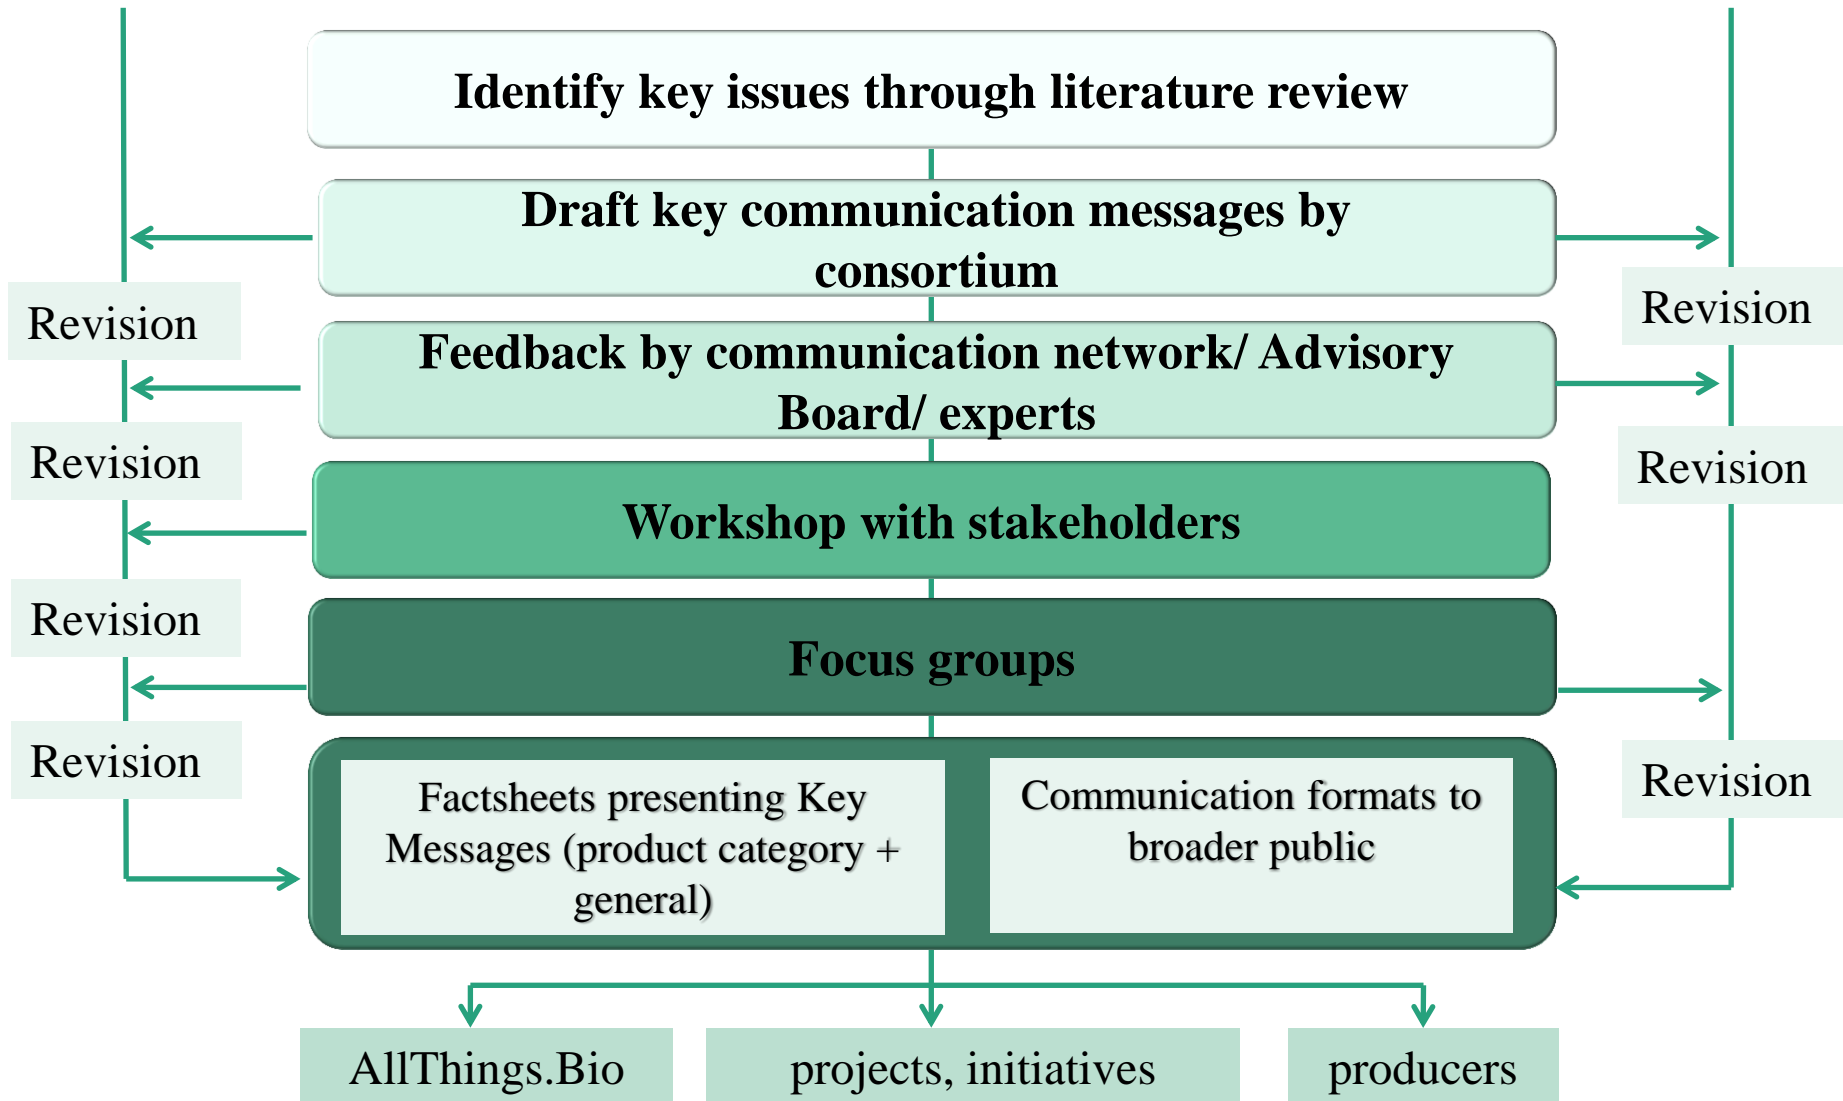 Identify key issues through literature review
Draft key communication messages by
consortium
Revision
Revision
Feedback by communication network/ Advisory
Board/ experts
Revision
Revision
Workshop with stakeholders
Revision
Focus groups
Revision
Revision
Factsheets presenting Key
Messages (product category +
general)
Communication formats to
broader public
AllThings.Bio
projects, initiatives
producers